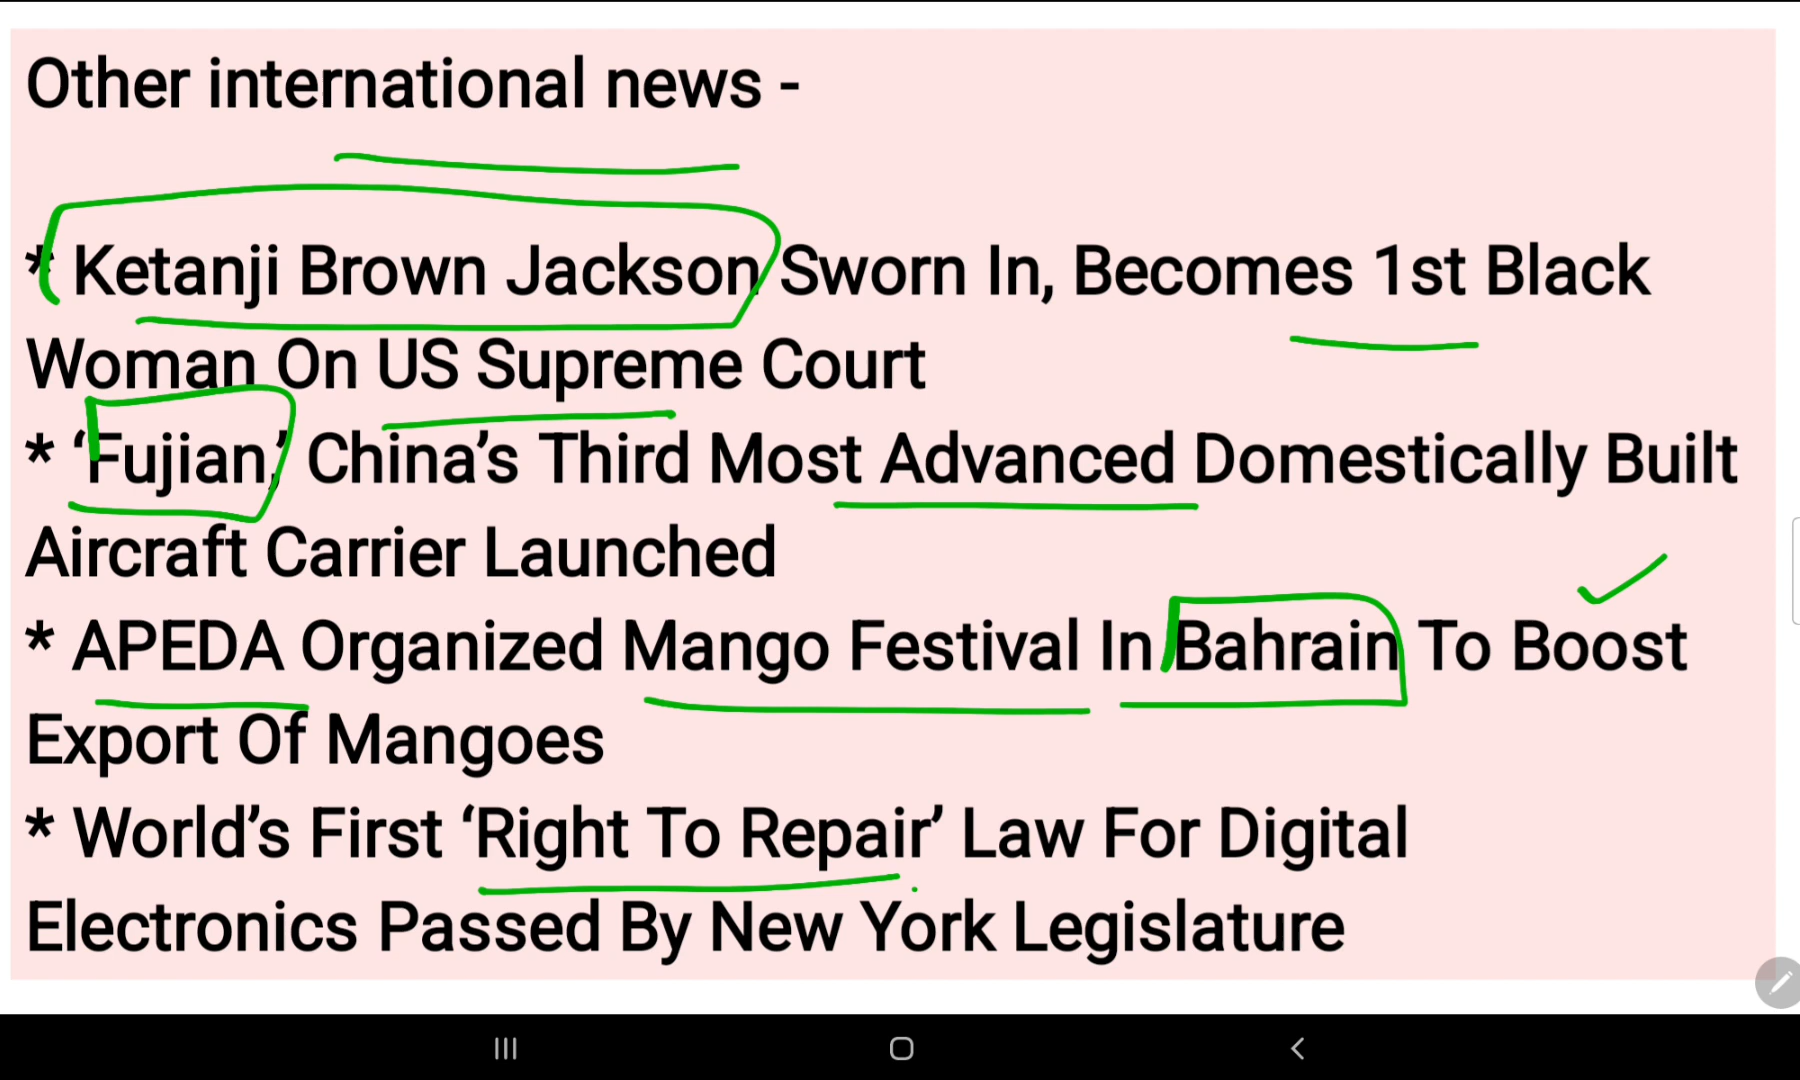 Other international news -
* Ketanji Brown Jackson Sworn In, Becomes 1st Black
Woman On US Supreme Court
* ‘Fujian,’ China’s Third Most Advanced Domestically Built
Aircraft Carrier Launched
* APEDA Organized Mango Festival In Bahrain To Boost
Export Of Mangoes
* World’s First ‘Right To Repair’ Law For Digital
Electronics Passed By New York Legislature